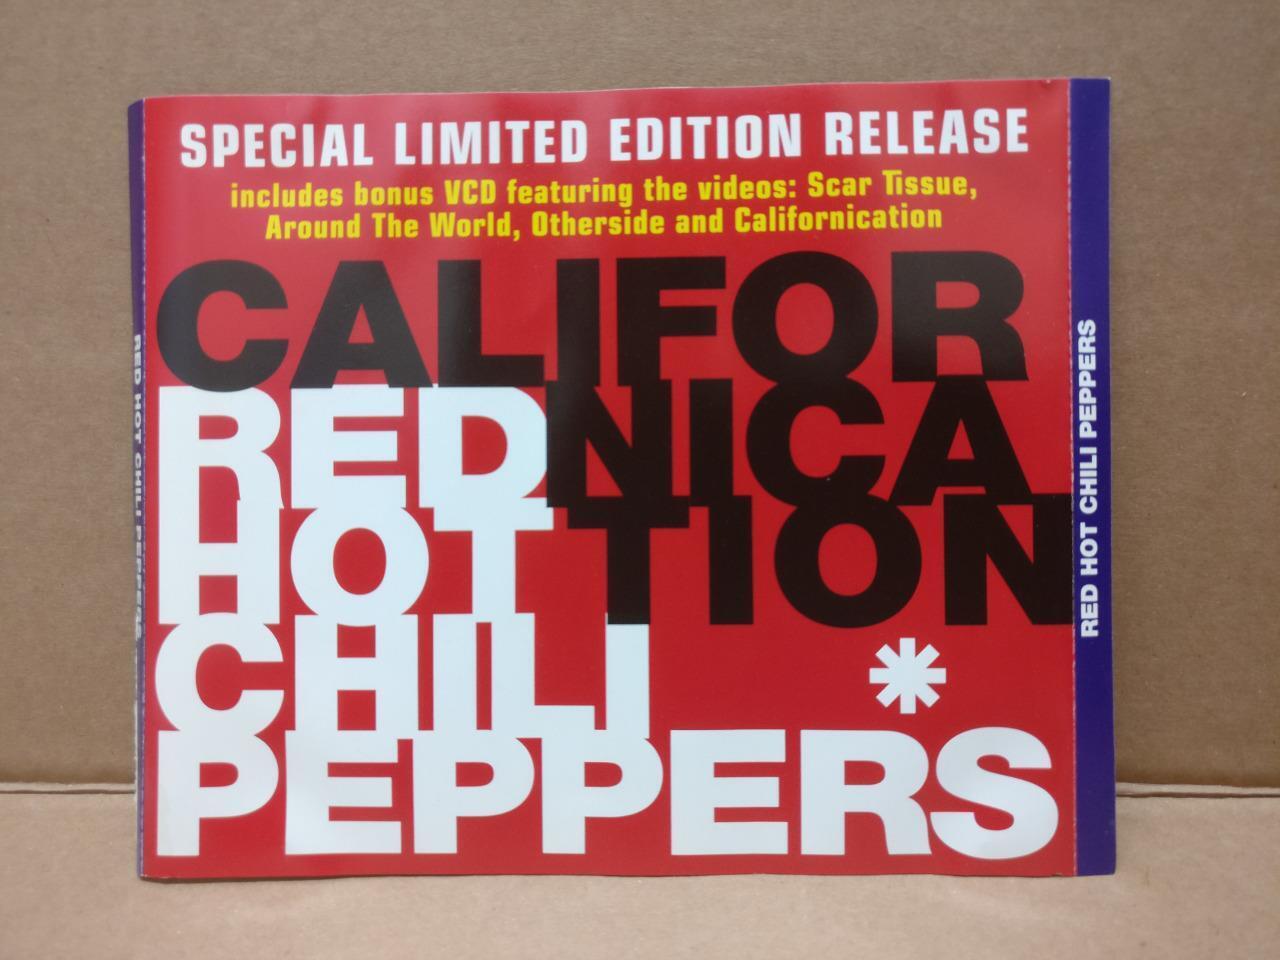 SPECIAL LIMITED EDITION RELEASE
includes bonus VCD featuring the videos: Scar Tissue,
Around The World, Otherside and Californication
CALIFOR
NICA
TION
RED
HOT
CHILI
PEPPERS
RED HOT CHILI PEPPERS
RED HOT CHILI PEPPERS